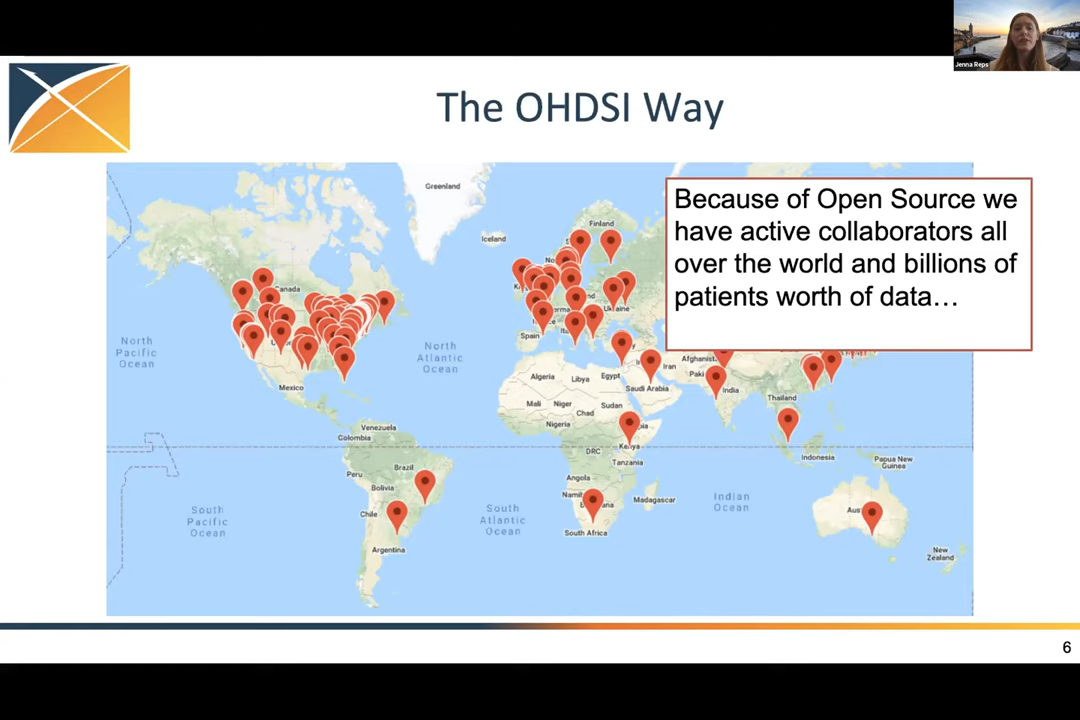 Jenna Reps
The OHDSI Way
Because of Open Source we
have active collaborators all
over the world and billions of
patients worth of data…
Greenland
Iceland
Finland
Canada
Ukraine
Spain
North
Pacific
Ocean
North
Atlantic
Ocean
Mexico
Algeria
Libya
Egypt
Saudi Arabia
Iran
Afghanist
India
Thailand
Mali
Niger
Chad
Sudan
Nigeria
Venezuela
Colombia
Kenya
DRC
Tanzania
Indonesia
Papua New
Guinea
Peru
Brazil
Bolivia
Angola
Namib
Madagascar
South
Pacific
Ocean
South
Atlantic
Ocean
Indian
Ocean
Chile
South Africa
Argentina
New
Zealand
6